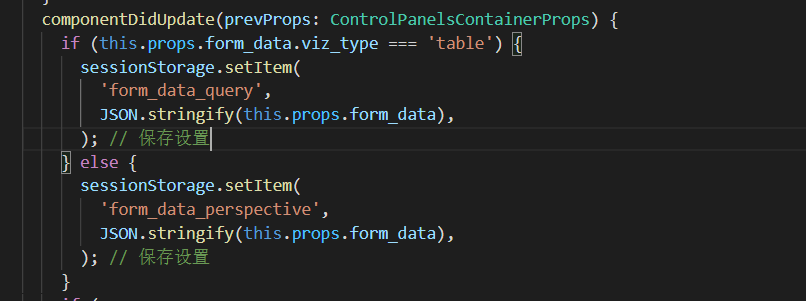 componentDidUpdate(prevProps: ControlPanelsContainerProps) {
if (this.props.form_data.viz_type === 'table') {
sessionStorage.setItem(
'form_data_query',
JSON.stringify(this.props.form_data),
); // 保存设置
} else {
sessionStorage.setItem(
'form_data_perspective',
JSON.stringify(this.props.form_data),
); // 保存设置
}